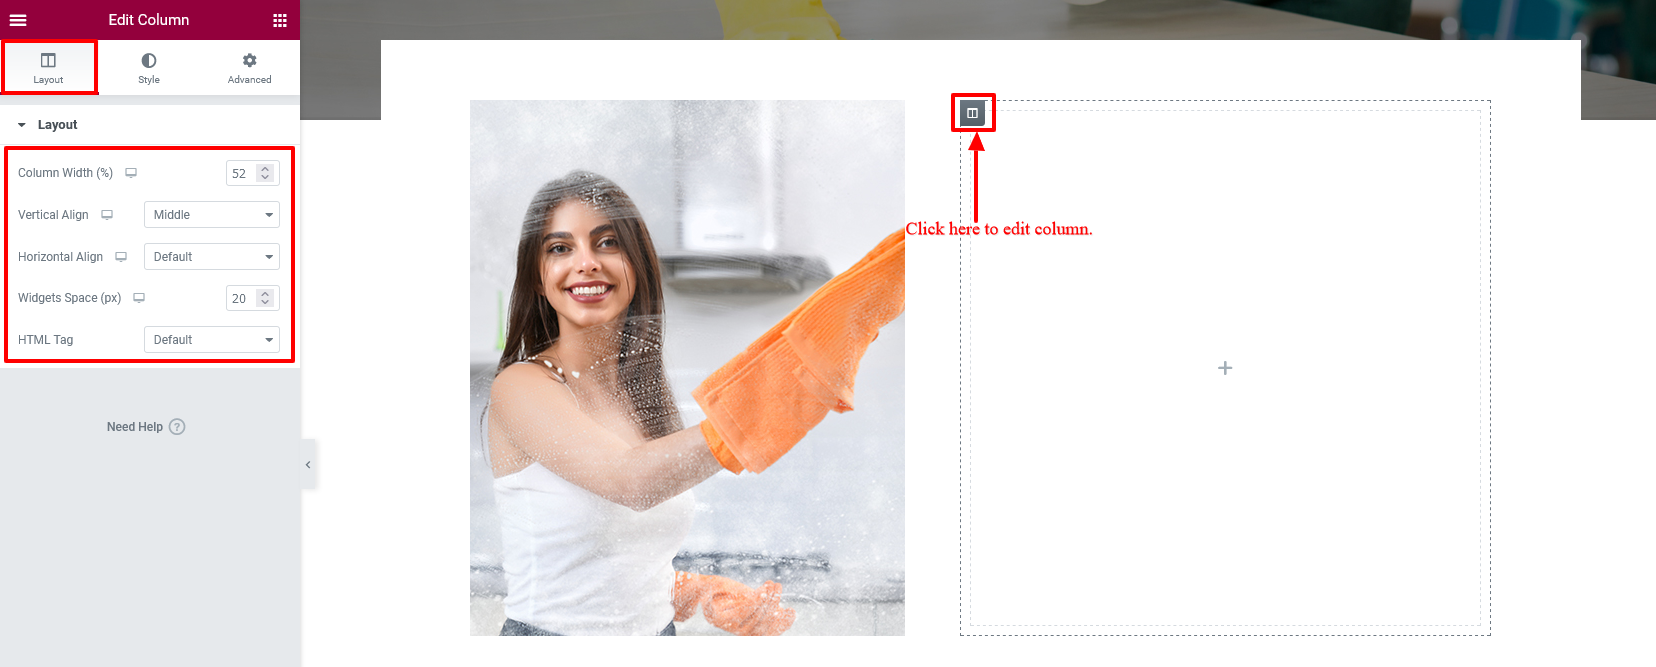 Edit Column
Layout
Style
Advanced
Layout
Column Width (%)
52
Vertical Align
Middle
Horizontal Align
Default
Widgets Space (px)
20
HTML Tag
Default
Need Help ?
Click here to edit column.